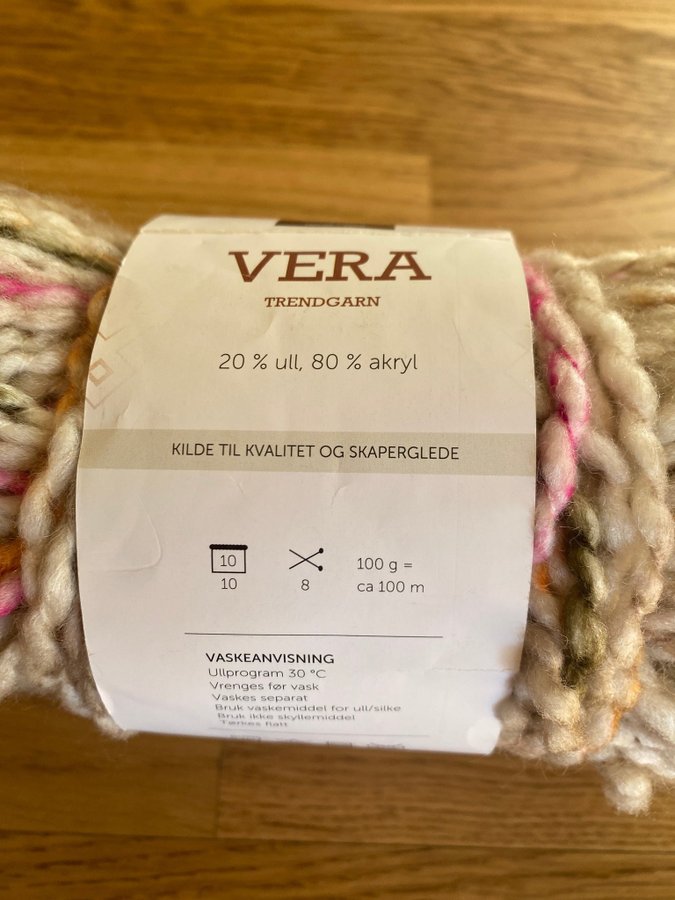 VERA
TRENDGARN
20 % ull, 80 % akryl
KILDE TIL KVALITET OG SKAPERGLEDE
10
10
8
100 g =
ca 100 m
VASKEANVISNING
Ullprogram 30 °C
Vrenges før vask
Vaskes separat
Bruk vaskemiddel for ull/silke
Bruk ikke skyllemiddel
Tørkes flatt